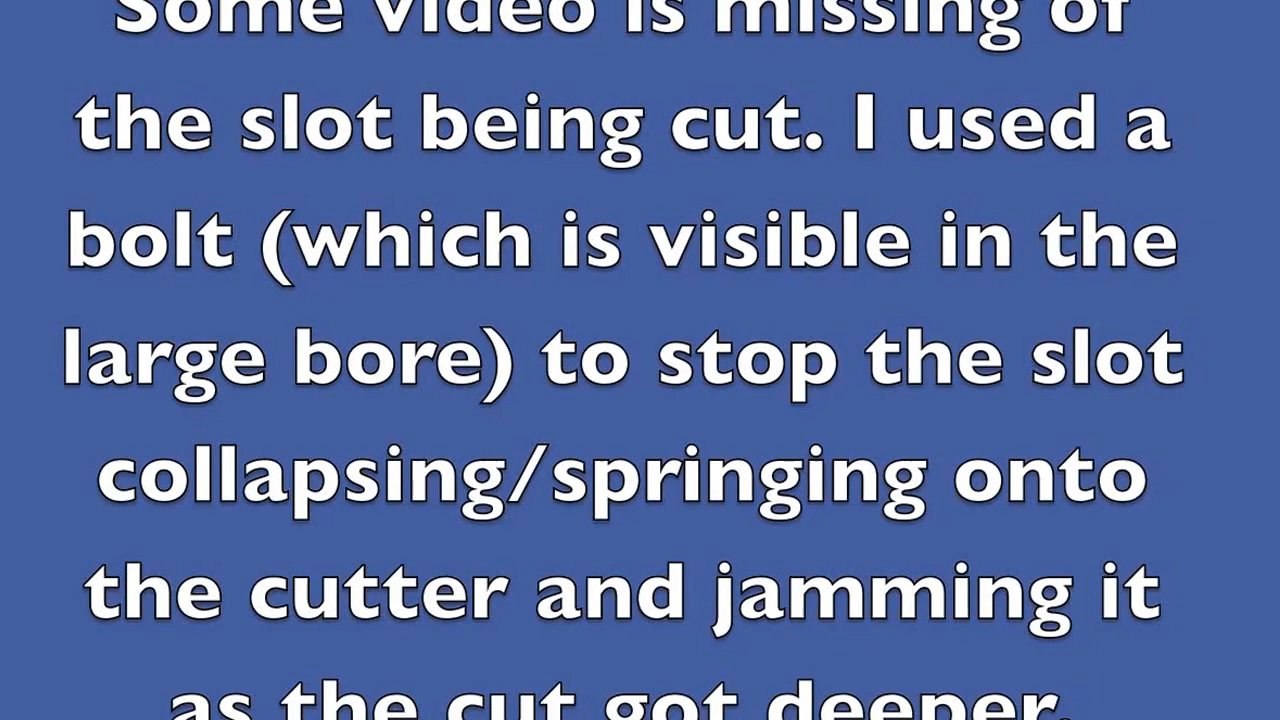 Some video is missing of
the slot being cut. I used a
bolt (which is visible in the
large bore) to stop the slot
collapsing/springing onto
the cutter and jamming it
as the cut got deeper.